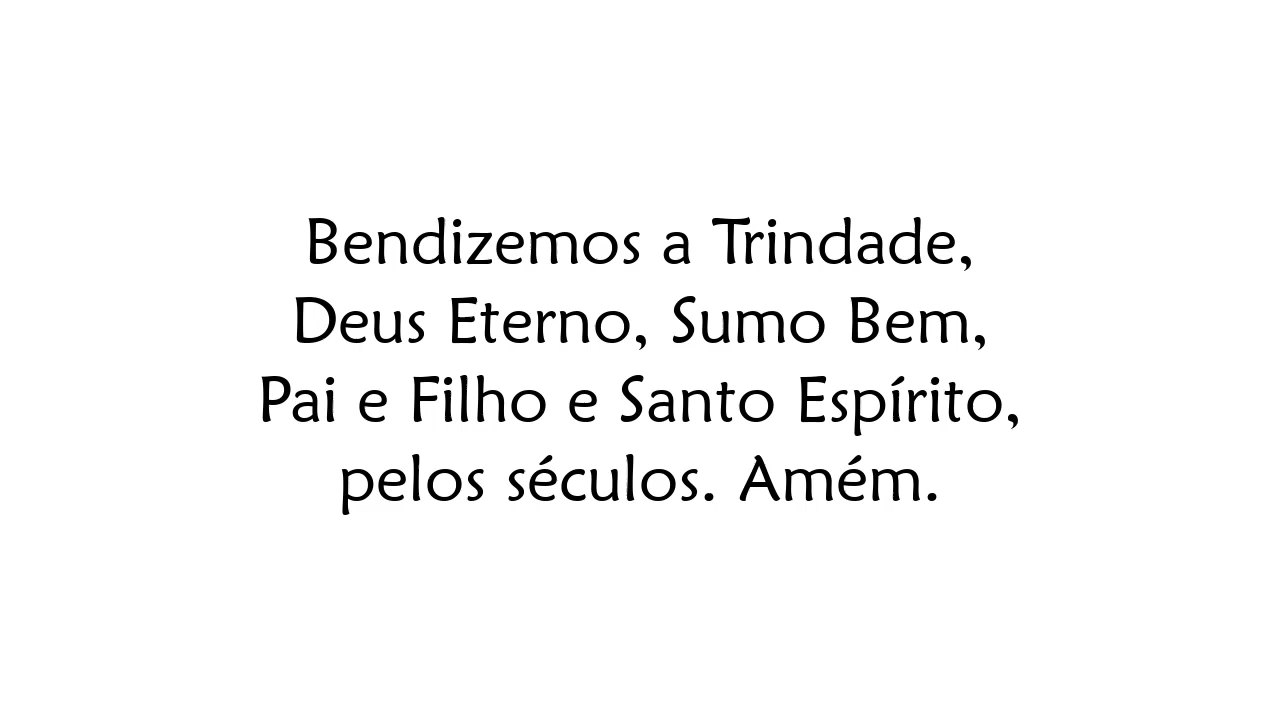 Bendizemos a Trindade,
Deus Eterno, Sumo Bem,
Pai e Filho e Santo Espírito,
pelos séculos. Amém.